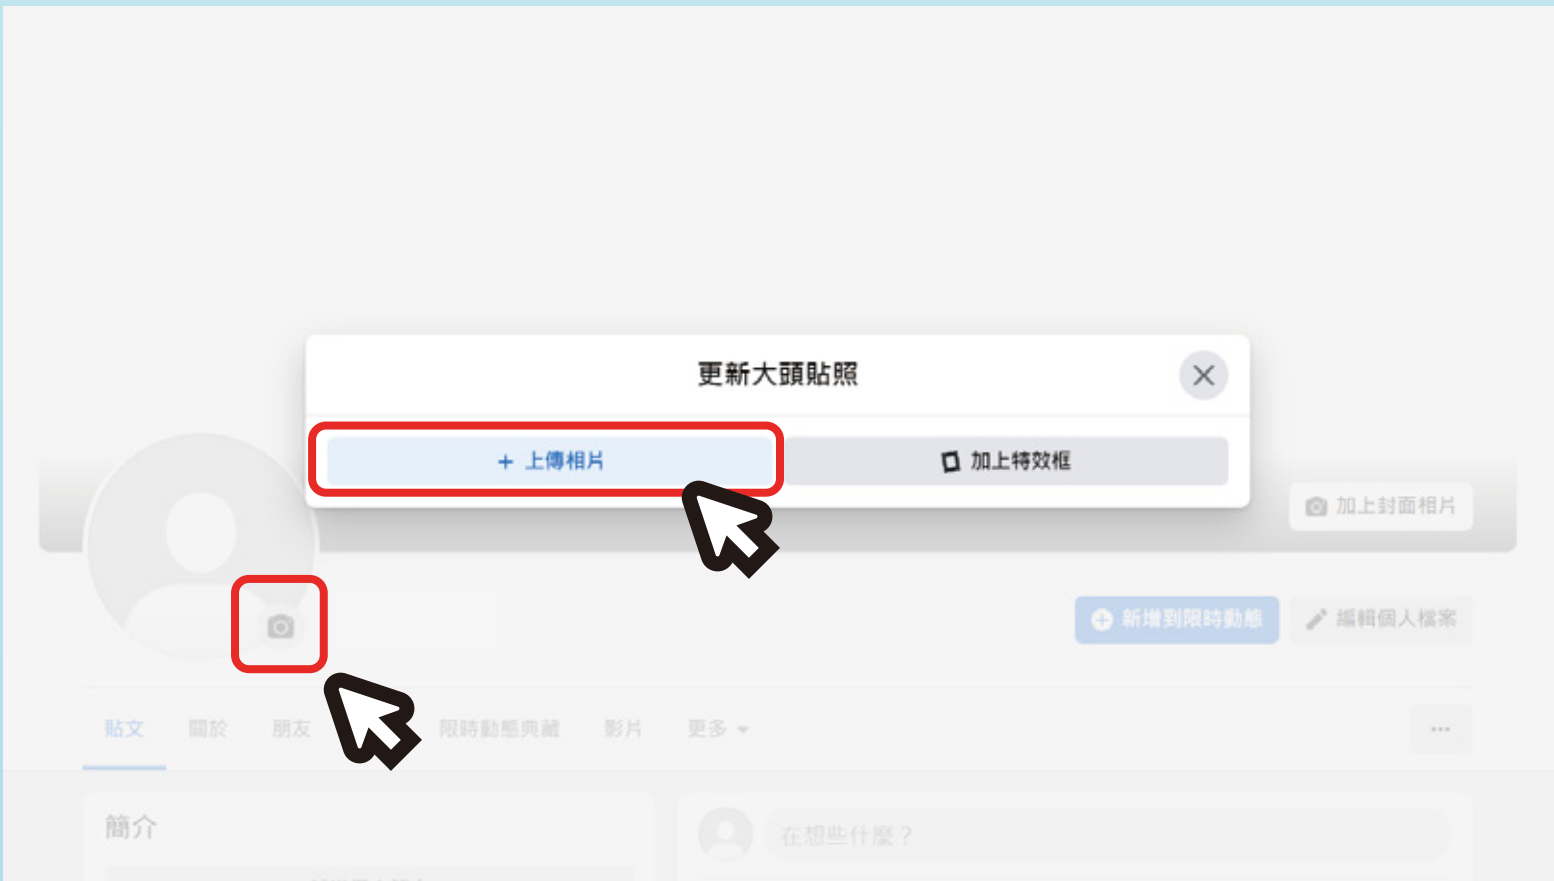 更新大頭貼照
+ 上傳相片
加上特效框
加上封面相片
新增到限時動態
編輯個人檔案
貼文
關於
朋友
限時動態典藏
影片
更多
簡介
在想些什麼？